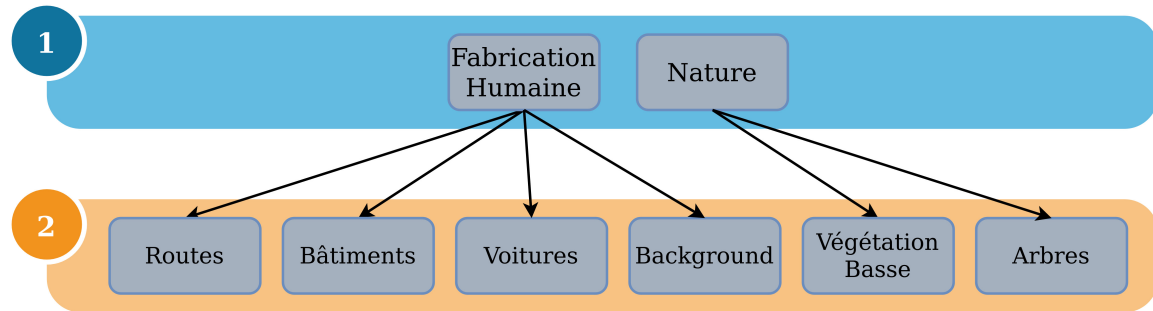 1
Fabrication
Humaine
Nature
2
Routes
Bâtiments
Voitures
Background
Végétation
Basse
Arbres